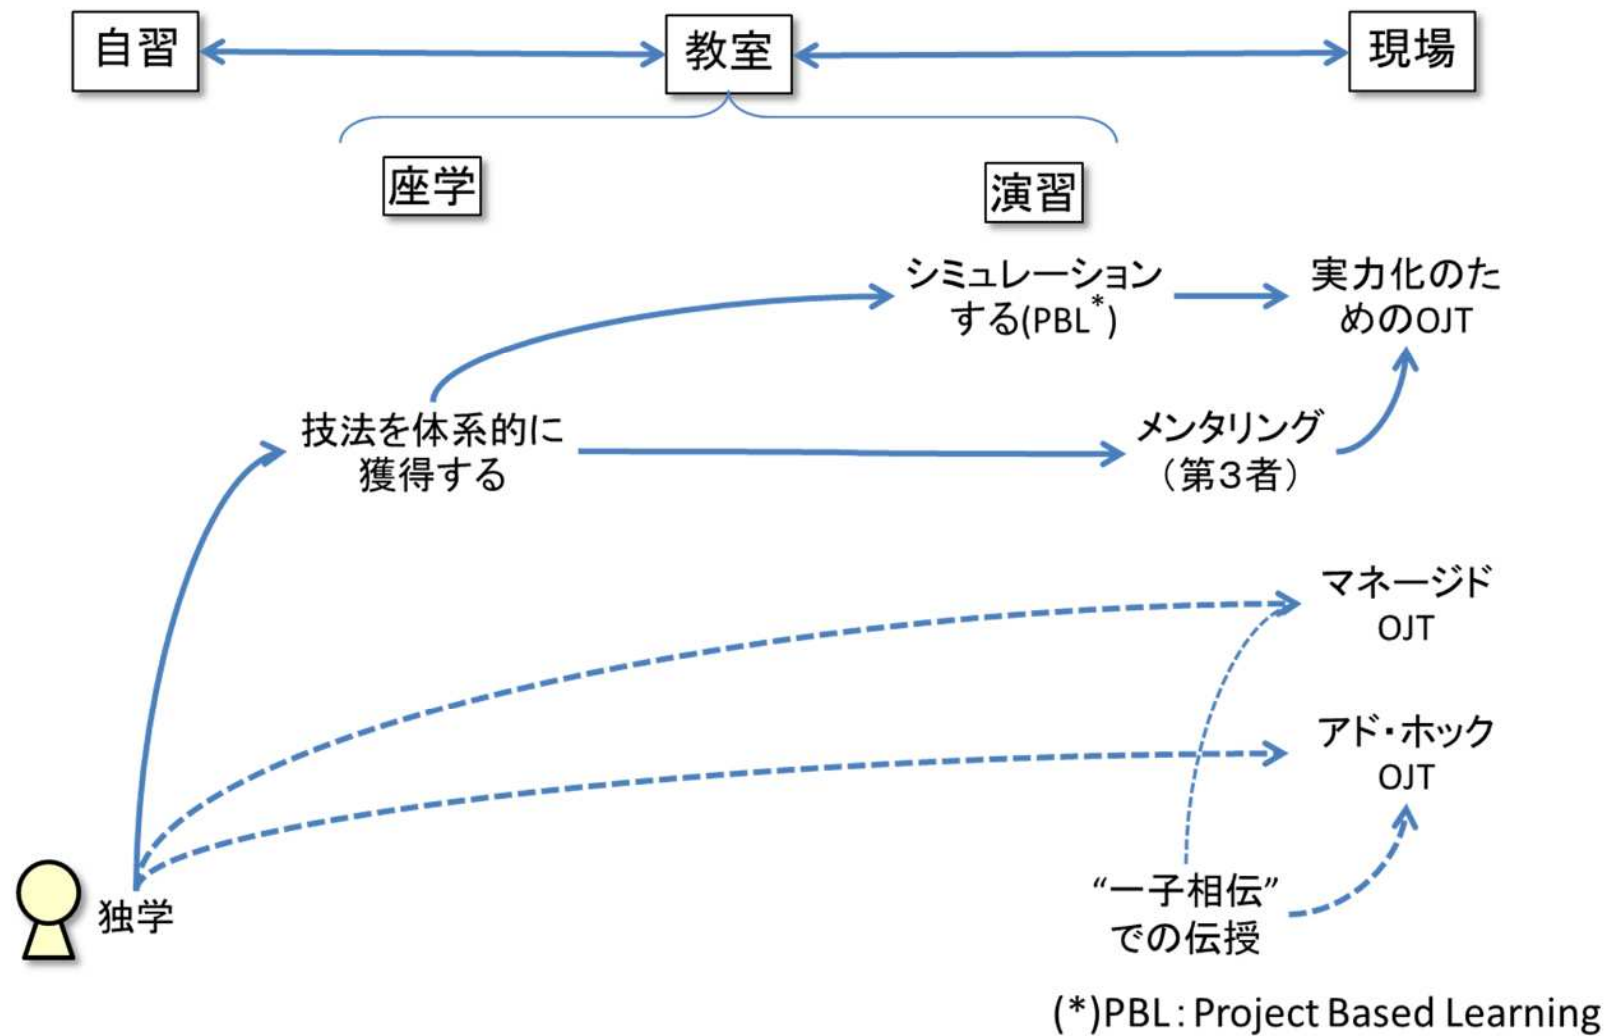 自習
教室
現場
座学
演習
シミュレーション
する(PBL*)
実力化のた
めのOJT
技法を体系的に
獲得する
メンタリング
（第３者）
マネージド
OJT
アド・ホック
OJT
“一子相伝”
での伝授
独学
(*)PBL：Project Based Learning